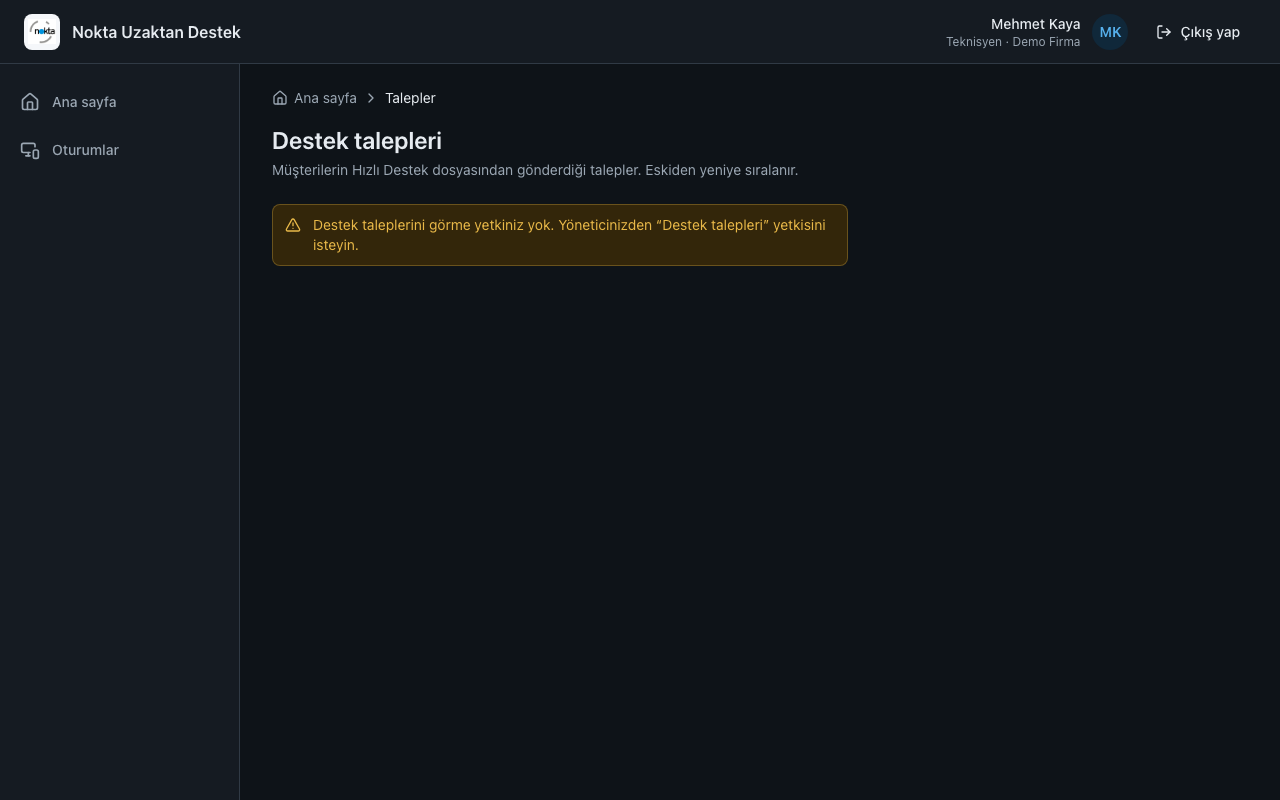 nokta
Nokta Uzaktan Destek
Mehmet Kaya
Teknisyen · Demo Firma
MK
Çıkış yap
Ana sayfa
Oturumlar
Ana sayfa
Talepler
Destek talepleri
Müşterilerin Hızlı Destek dosyasından gönderdiği talepler. Eskiden yeniye sıralanır.
Destek taleplerini görme yetkiniz yok. Yöneticinizden “Destek talepleri” yetkisini
isteyin.